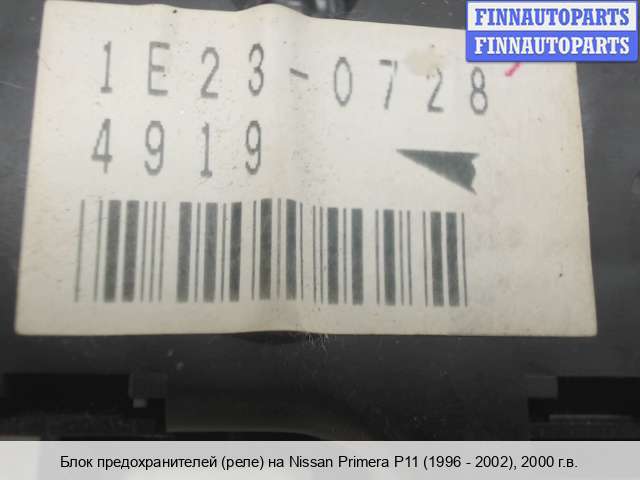 FINNAUTOPARTS
FINNAUTOPARTS
1E23-0728
4919
Блок предохранителей (реле) на Nissan Primera P11 (1996 - 2002), 2000 г.в.